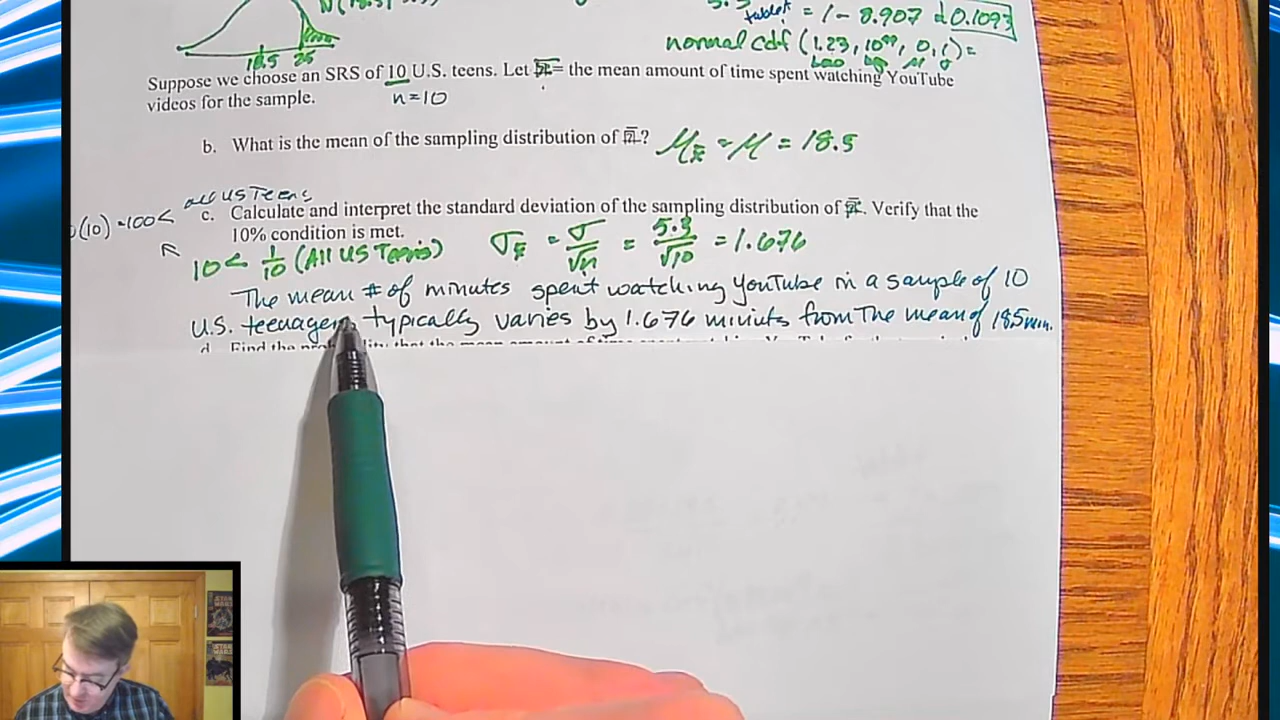 = 1 - 8.907
table
0.1093
normal cdf (1.23, 10⁹⁹, 0, 1) =
18.5 25
Suppose we choose an SRS of 10 U.S. teens. Let x̄ = the mean amount of time spent watching YouTube
videos for the sample.
n=10
b. What is the mean of the sampling distribution of x̄? μx̄ = μ = 18.5
all US Teens
(10) = 100 <
c. Calculate and interpret the standard deviation of the sampling distribution of x̄. Verify that the
10% condition is met.
10 < 1/10 (All US Teens) σx̄ = σ/√n = 5.3/√10 = 1.676
The mean # of minutes spent watching YouTube in a sample of 10
U.S. teenagers typically varies by 1.676 minuts from The mean of 18.5 min.